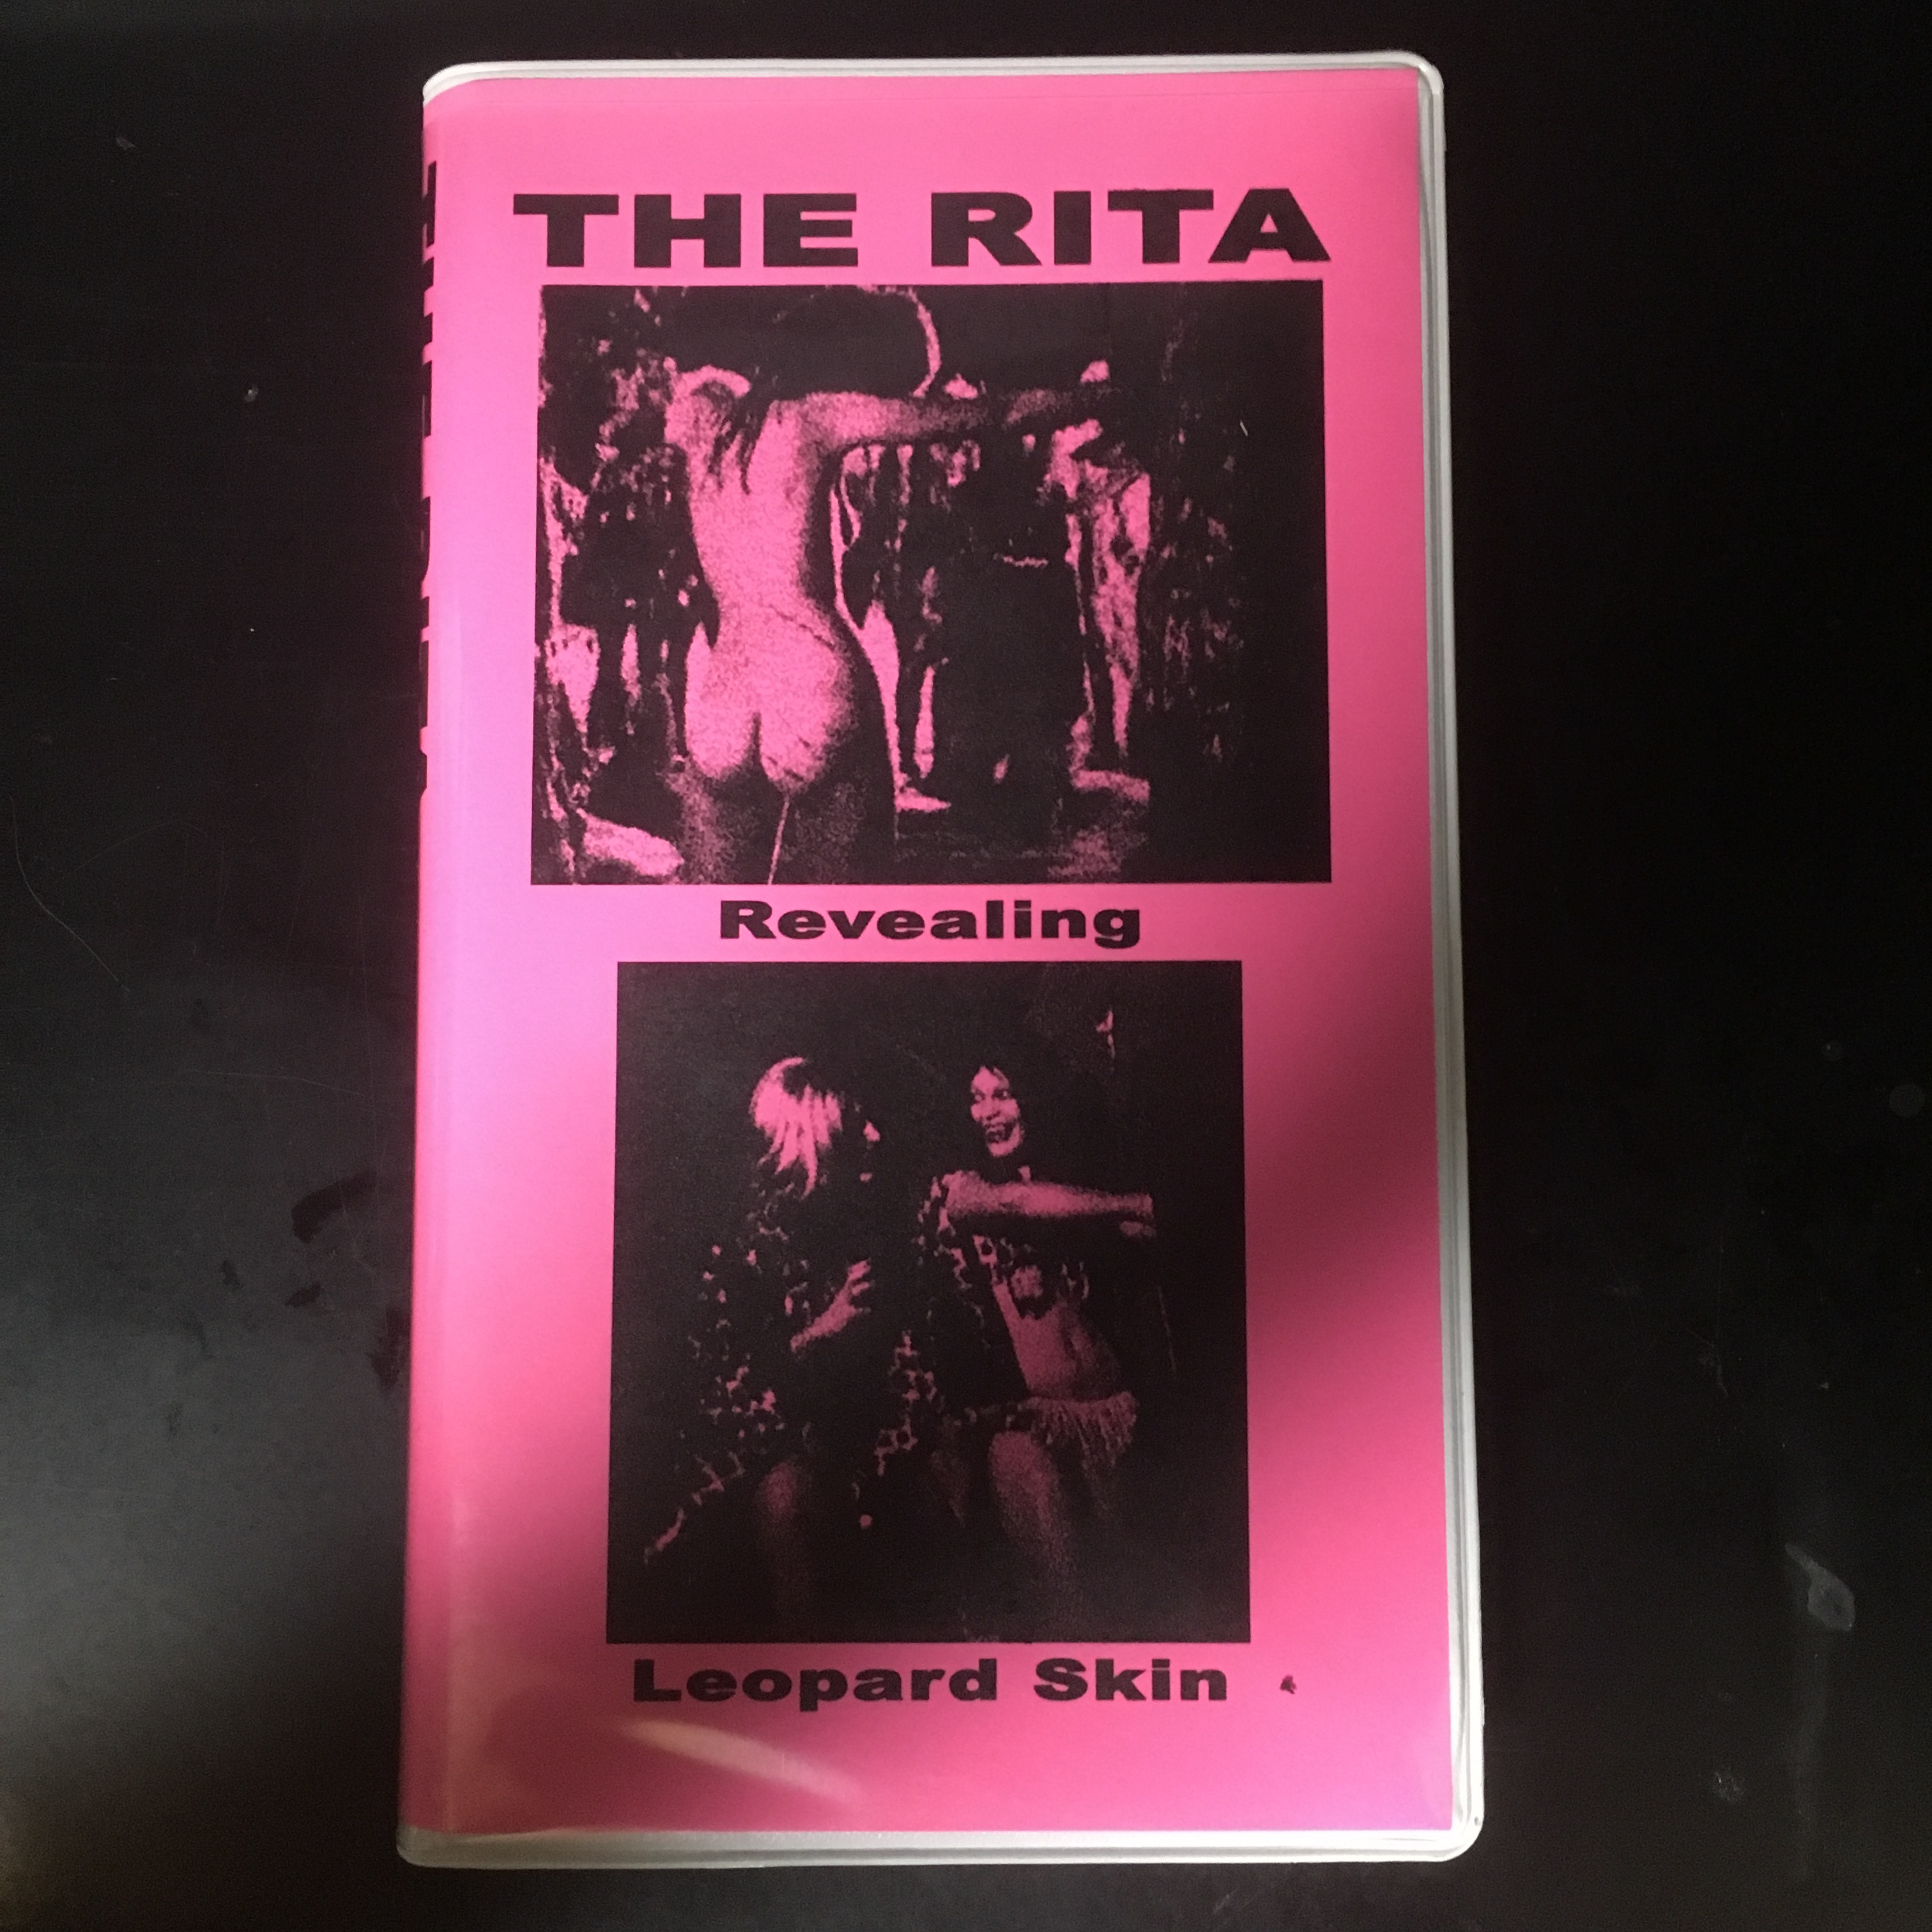 THE RITA
Revealing
Leopard Skin